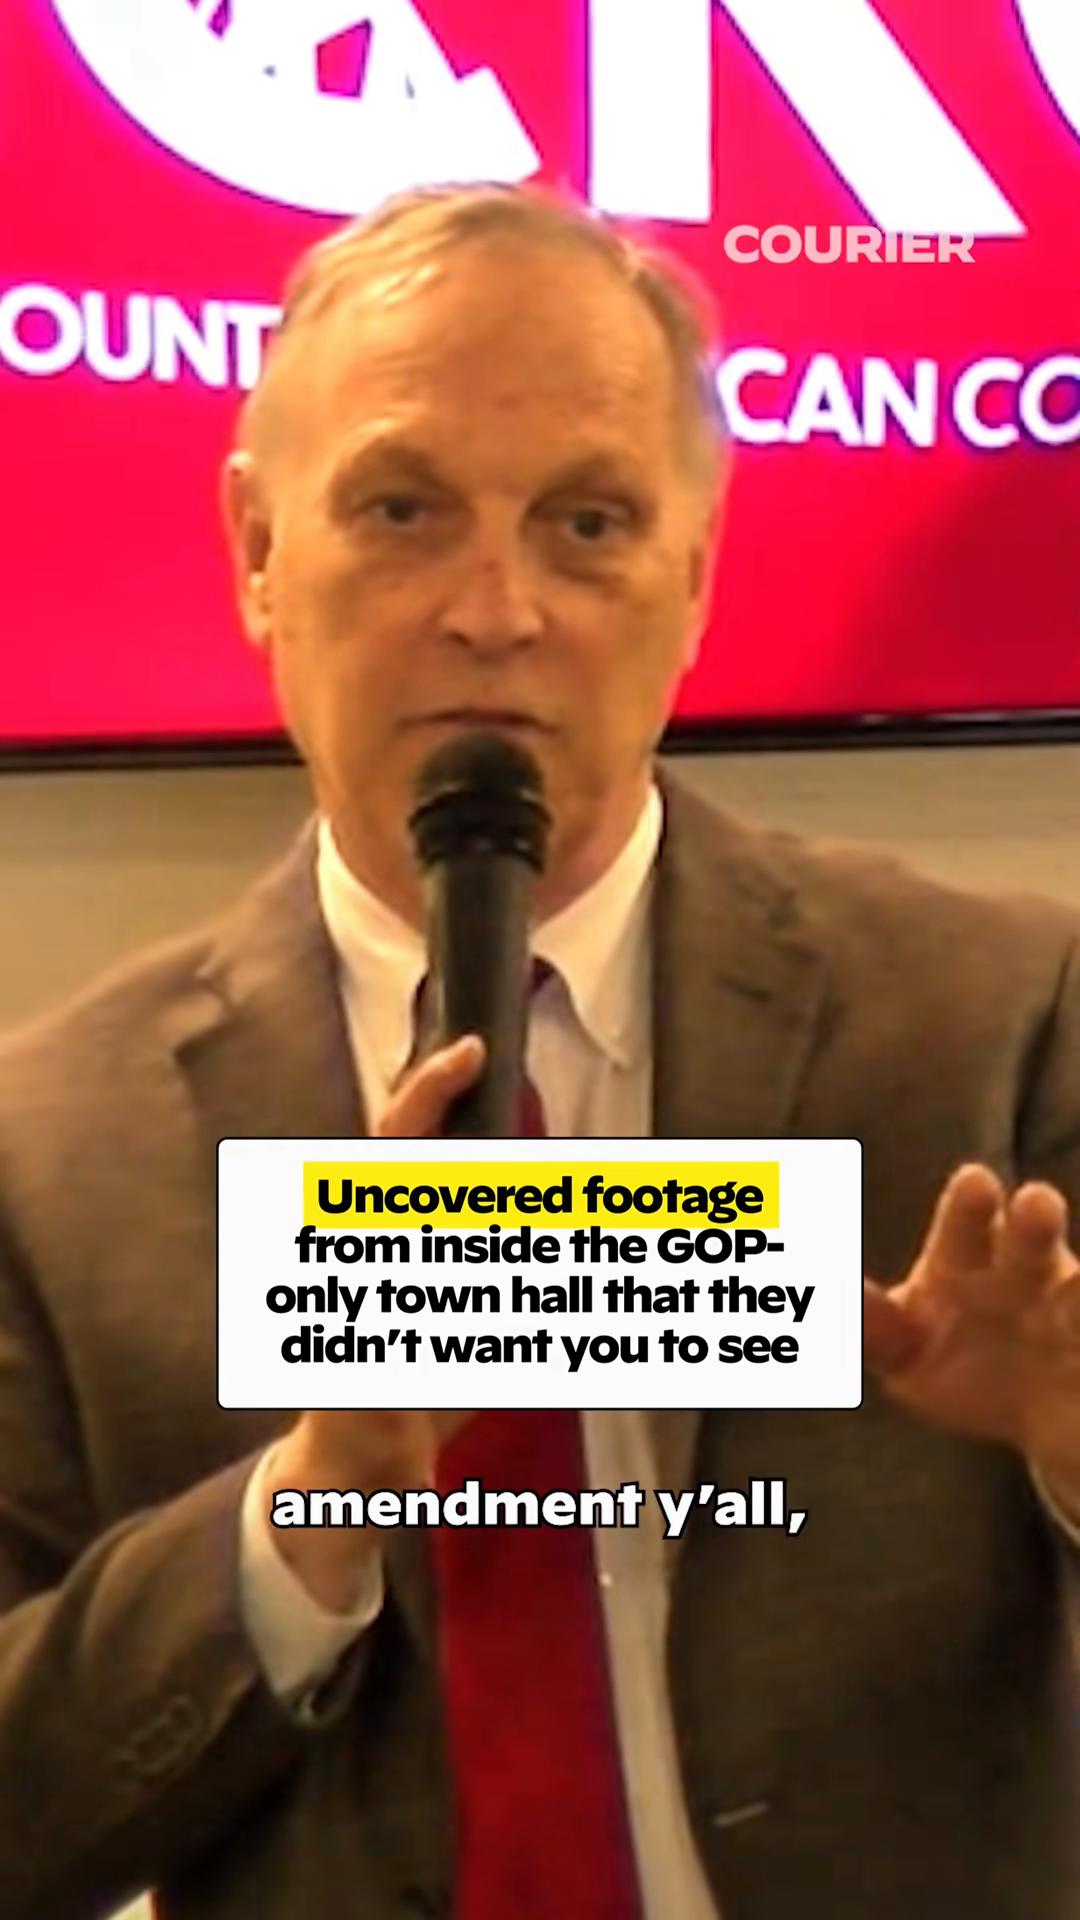 COURIER
OUNT
CAN CO
Uncovered footage
from inside the GOP-
only town hall that they
didn't want you to see
amendment y'all,